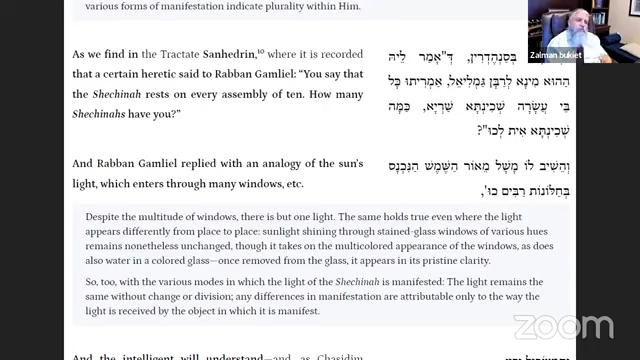 various forms of manifestation indicate plurality within Him.
Zalman bukiet
As we find in the Tractate Sanhedrin,10 where it is recorded
that a certain heretic said to Rabban Gamliel: “You say that
the Shechinah rests on every assembly of ten. How many
Shechinahs have you?”
בְּסַנְהֶדְרִין, דְּ"אָמַר לֵיהּ
הַהוּא מִינָא לְרַבָּן גַּמְלִיאֵל, אַמְרִיתוּ כָּל
בֵּי עֲשָׂרָה שְׁכִינְתָּא שַׁרְיָא, כַּמָּה
שְׁכִינְתָּא אִית לְכוּ"?
And Rabban Gamliel replied with an analogy of the sun’s
light, which enters through many windows, etc.
וְהֵשִׁיב לוֹ מָשָׁל מֵאוֹר הַשֶּׁמֶשׁ הַנִּכְנָס
בְּחַלּוֹנוֹת רַבִּים כוּ',
Despite the multitude of windows, there is but one light. The same holds true even where the light
appears differently from place to place: sunlight shining through stained-glass windows of various hues
remains nonetheless unchanged, though it takes on the multicolored appearance of the windows, as does
also water in a colored glass—once removed from the glass, it appears in its pristine clarity.
So, too, with the various modes in which the light of the Shechinah is manifested: The light remains the
same without change or division; any differences in manifestation are attributable only to the way the
light is received by the object in which it is manifest.
zoom
And the intelligent will understand—and, as Chasidim